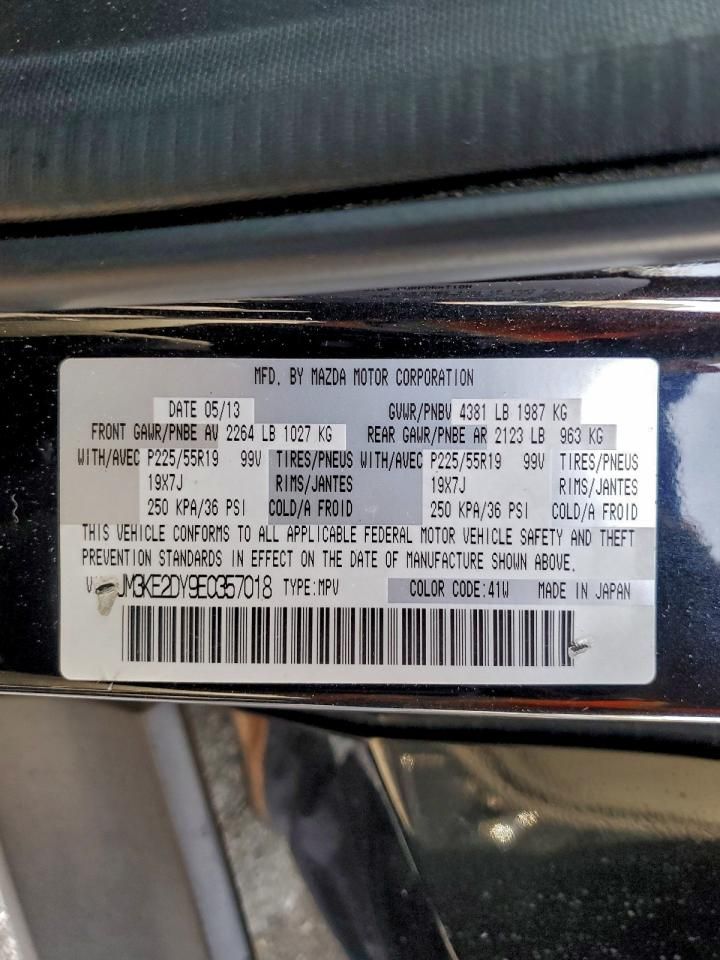 MFD. BY MAZDA MOTOR CORPORATION
DATE 05/13 GVWR/PNBV 4381 LB 1987 KG
FRONT GAWR/PNBE AV 2264 LB 1027 KG REAR GAWR/PNBE AR 2123 LB 963 KG
WITH/AVEC P225/55R19 99V TIRES/PNEUS WITH/AVEC P225/55R19 99V TIRES/PNEUS
19X7J RIMS/JANTES 19X7J RIMS/JANTES
250 KPA/36 PSI COLD/A FROID 250 KPA/36 PSI COLD/A FROID
THIS VEHICLE CONFORMS TO ALL APPLICABLE FEDERAL MOTOR VEHICLE SAFETY AND THEFT
PREVENTION STANDARDS IN EFFECT ON THE DATE OF MANUFACTURE SHOWN ABOVE.
JM3KE2DY9E0357018 TYPE:MPV COLOR CODE:41W MADE IN JAPAN